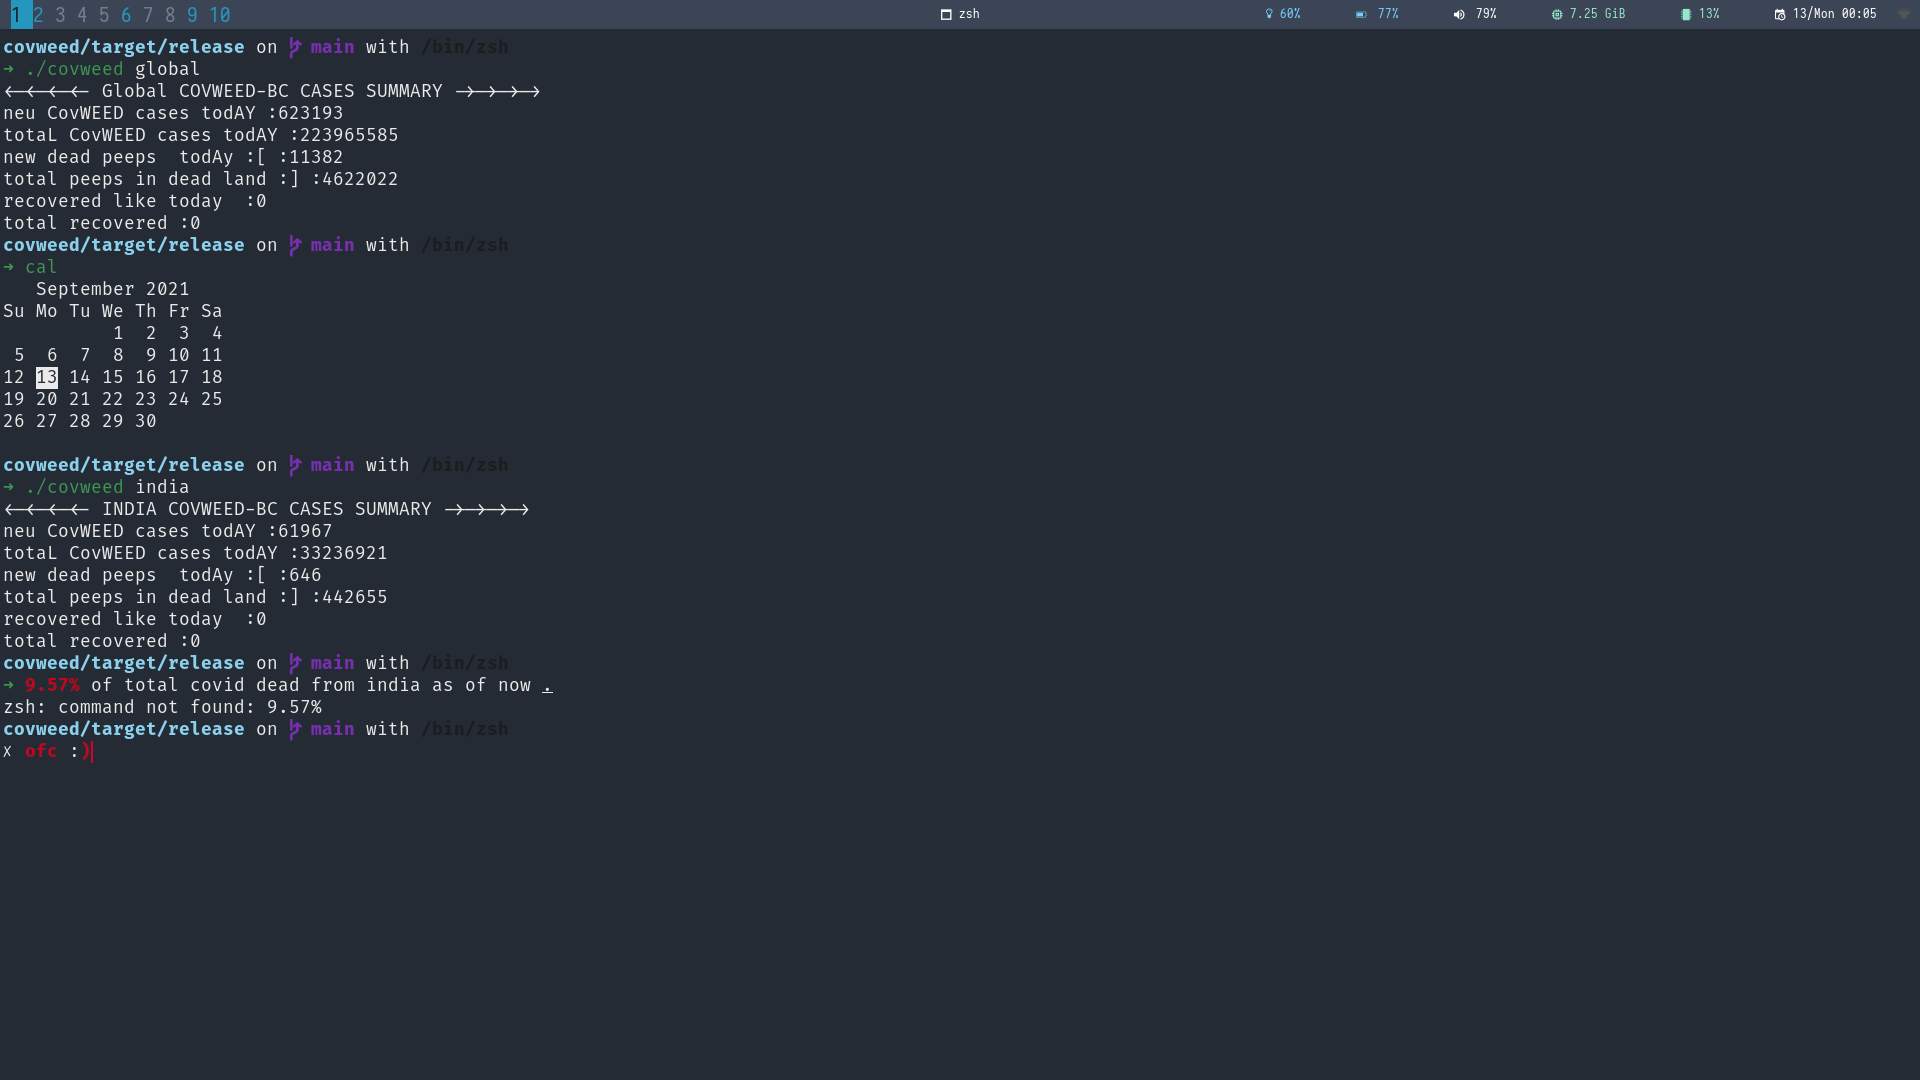 1 2 3 4 5 6 7 8 9 10 zsh 60% 77% 79% 7.25 GiB 13% 13/Mon 00:05
covweed/target/release on main with /bin/zsh
→ ./covweed global
<-<-<-<- Global COVWEED-BC CASES SUMMARY ->->->->
neu CovWEED cases todAY :623193
totaL CovWEED cases todAY :223965585
new dead peeps  todAy :[ :11382
total peeps in dead land :] :4622022
recovered like today  :0
total recovered :0
covweed/target/release on main with /bin/zsh
→ cal
   September 2021
Su Mo Tu We Th Fr Sa
          1  2  3  4
 5  6  7  8  9 10 11
12 13 14 15 16 17 18
19 20 21 22 23 24 25
26 27 28 29 30
covweed/target/release on main with /bin/zsh
→ ./covweed india
<-<-<-<- INDIA COVWEED-BC CASES SUMMARY ->->->->
neu CovWEED cases todAY :61967
totaL CovWEED cases todAY :33236921
new dead peeps  todAy :[ :646
total peeps in dead land :] :442655
recovered like today  :0
total recovered :0
covweed/target/release on main with /bin/zsh
→ 9.57% of total covid dead from india as of now .
zsh: command not found: 9.57%
covweed/target/release on main with /bin/zsh
✗ ofc :)